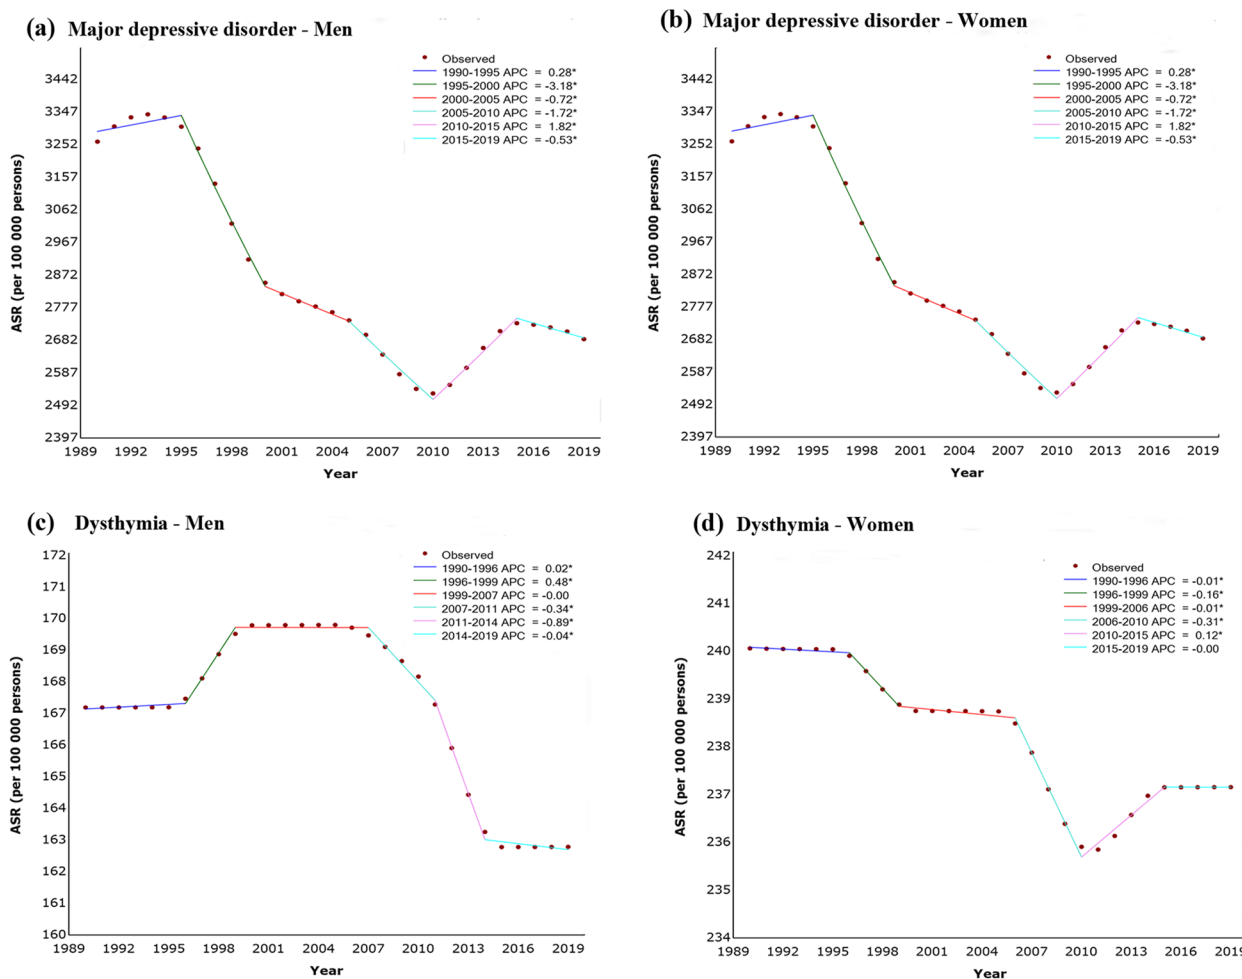 (a) Major depressive disorder - Men
Observed
1990-1995 APC = 0.28*
1995-2000 APC = -3.18*
2000-2005 APC = -0.72*
2005-2010 APC = -1.72*
2010-2015 APC = 1.82*
2015-2019 APC = -0.53*
3442
3347
3252
3157
3062
2967
2872
2777
2682
2587
2492
2397
ASR (per 100 000 persons)
1989 1992 1995 1998 2001 2004 2007 2010 2013 2016 2019
Year
(b) Major depressive disorder - Women
Observed
1990-1995 APC = 0.28*
1995-2000 APC = -3.18*
2000-2005 APC = -0.72*
2005-2010 APC = -1.72*
2010-2015 APC = 1.82*
2015-2019 APC = -0.53*
3442
3347
3252
3157
3062
2967
2872
2777
2682
2587
2492
2397
ASR (per 100 000 persons)
1989 1992 1995 1998 2001 2004 2007 2010 2013 2016 2019
Year
(c) Dysthymia - Men
Observed
1990-1996 APC = 0.02*
1996-1999 APC = 0.48*
1999-2007 APC = -0.00
2007-2011 APC = -0.34*
2011-2014 APC = -0.89*
2014-2019 APC = -0.04*
172
171
170
169
168
167
166
165
164
163
162
161
160
ASR (per 100 000 persons)
1989 1992 1995 1998 2001 2004 2007 2010 2013 2016 2019
Year
(d) Dysthymia - Women
Observed
1990-1996 APC = -0.01*
1996-1999 APC = -0.16*
1999-2006 APC = -0.01*
2006-2010 APC = -0.31*
2010-2015 APC = 0.12*
2015-2019 APC = -0.00
242
241
240
239
238
237
236
235
234
ASR (per 100 000 persons)
1989 1992 1995 1998 2001 2004 2007 2010 2013 2016 2019
Year